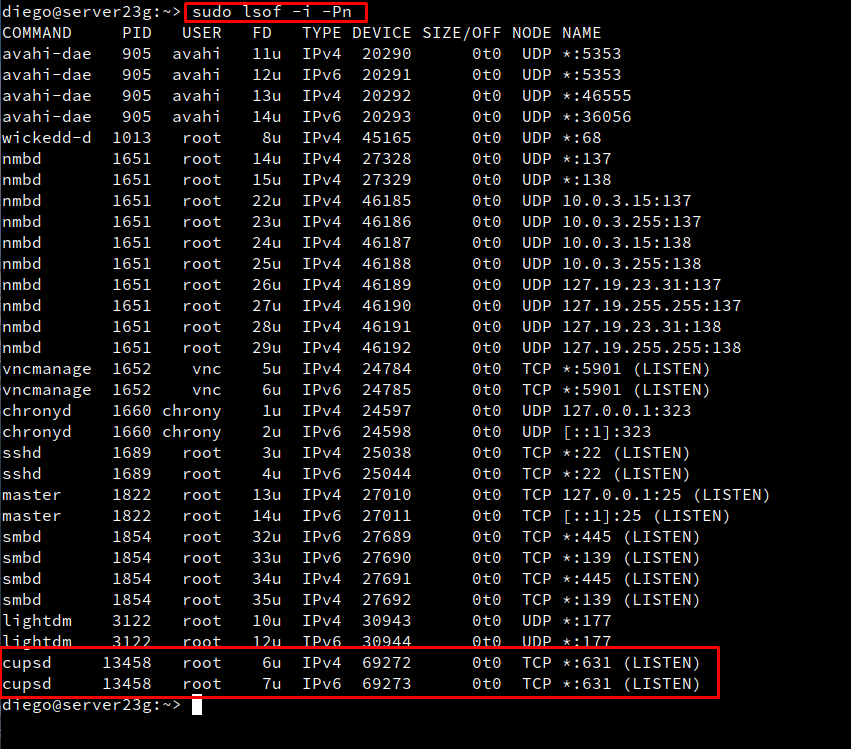 diego@server23g:~> sudo lsof -i -Pn
COMMAND     PID   USER   FD   TYPE DEVICE SIZE/OFF NODE NAME
avahi-dae   905  avahi   11u  IPv4  20290      0t0  UDP *:5353
avahi-dae   905  avahi   12u  IPv6  20291      0t0  UDP *:5353
avahi-dae   905  avahi   13u  IPv4  20292      0t0  UDP *:46555
avahi-dae   905  avahi   14u  IPv6  20293      0t0  UDP *:36056
wickedd-d  1013   root    8u  IPv4  45165      0t0  UDP *:68
nmbd       1651   root   14u  IPv4  27328      0t0  UDP *:137
nmbd       1651   root   15u  IPv4  27329      0t0  UDP *:138
nmbd       1651   root   22u  IPv4  46185      0t0  UDP 10.0.3.15:137
nmbd       1651   root   23u  IPv4  46186      0t0  UDP 10.0.3.255:137
nmbd       1651   root   24u  IPv4  46187      0t0  UDP 10.0.3.15:138
nmbd       1651   root   25u  IPv4  46188      0t0  UDP 10.0.3.255:138
nmbd       1651   root   26u  IPv4  46189      0t0  UDP 127.19.23.31:137
nmbd       1651   root   27u  IPv4  46190      0t0  UDP 127.19.255.255:137
nmbd       1651   root   28u  IPv4  46191      0t0  UDP 127.19.23.31:138
nmbd       1651   root   29u  IPv4  46192      0t0  UDP 127.19.255.255:138
vncmanage  1652    vnc    5u  IPv4  24784      0t0  TCP *:5901 (LISTEN)
vncmanage  1652    vnc    6u  IPv6  24785      0t0  TCP *:5901 (LISTEN)
chronyd    1660 chrony    1u  IPv4  24597      0t0  UDP 127.0.0.1:323
chronyd    1660 chrony    2u  IPv6  24598      0t0  UDP [::1]:323
sshd       1689   root    3u  IPv4  25038      0t0  TCP *:22 (LISTEN)
sshd       1689   root    4u  IPv6  25044      0t0  TCP *:22 (LISTEN)
master     1822   root   13u  IPv4  27010      0t0  TCP 127.0.0.1:25 (LISTEN)
master     1822   root   14u  IPv6  27011      0t0  TCP [::1]:25 (LISTEN)
smbd       1854   root   32u  IPv6  27689      0t0  TCP *:445 (LISTEN)
smbd       1854   root   33u  IPv6  27690      0t0  TCP *:139 (LISTEN)
smbd       1854   root   34u  IPv4  27691      0t0  TCP *:445 (LISTEN)
smbd       1854   root   35u  IPv4  27692      0t0  TCP *:139 (LISTEN)
lightdm    3122   root   10u  IPv4  30943      0t0  UDP *:177
lightdm    3122   root   12u  IPv6  30944      0t0  UDP *:177
cupsd     13458   root    6u  IPv4  69272      0t0  TCP *:631 (LISTEN)
cupsd     13458   root    7u  IPv6  69273      0t0  TCP *:631 (LISTEN)
diego@server23g:~>